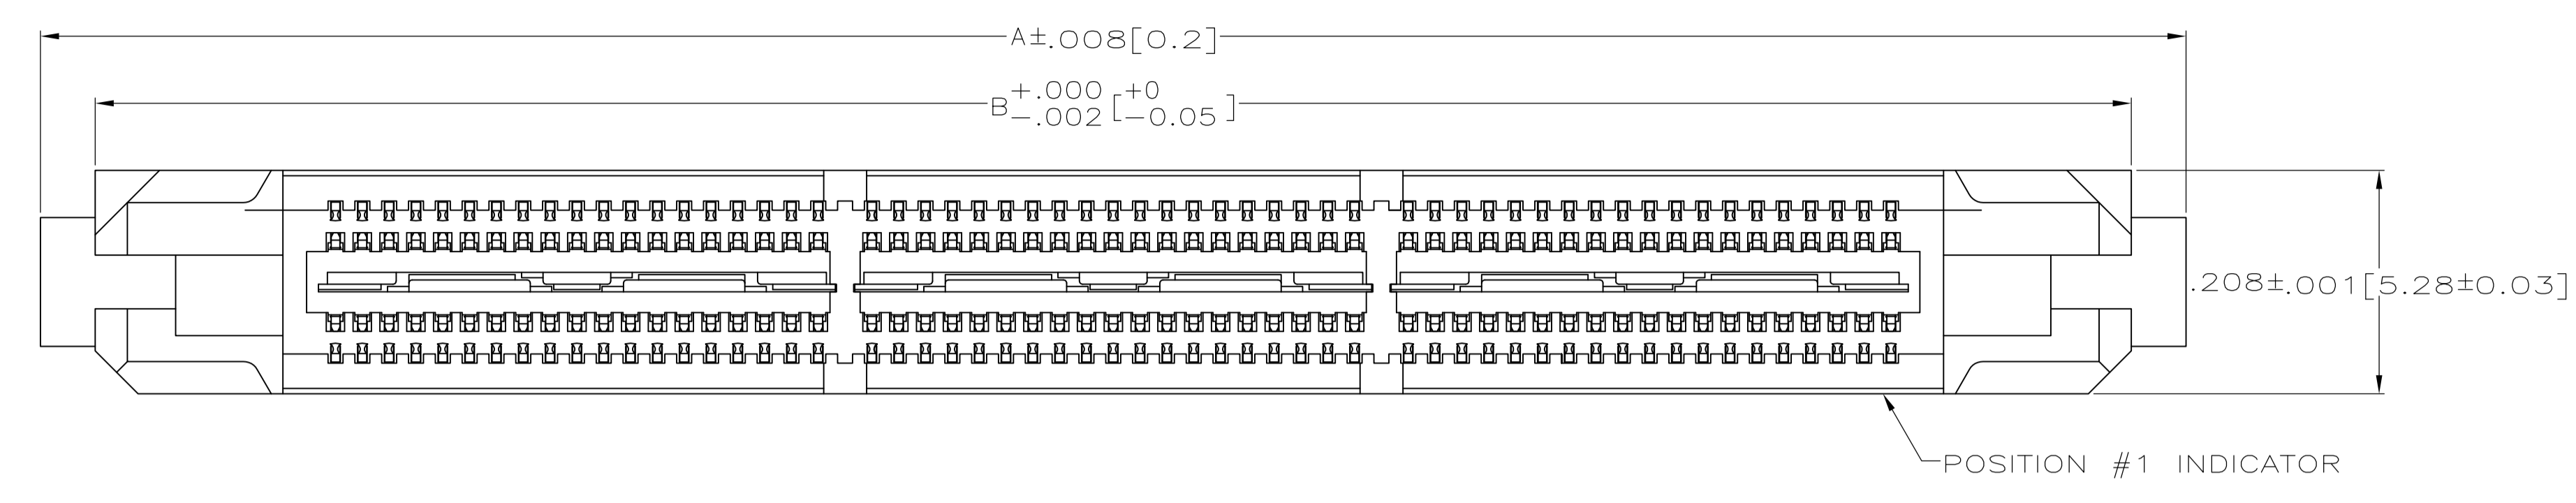 A±.008[0.2]
B+.000 -.002 [+0 -0.05]
.208±.001[5.28±0.03]
POSITION #1 INDICATOR